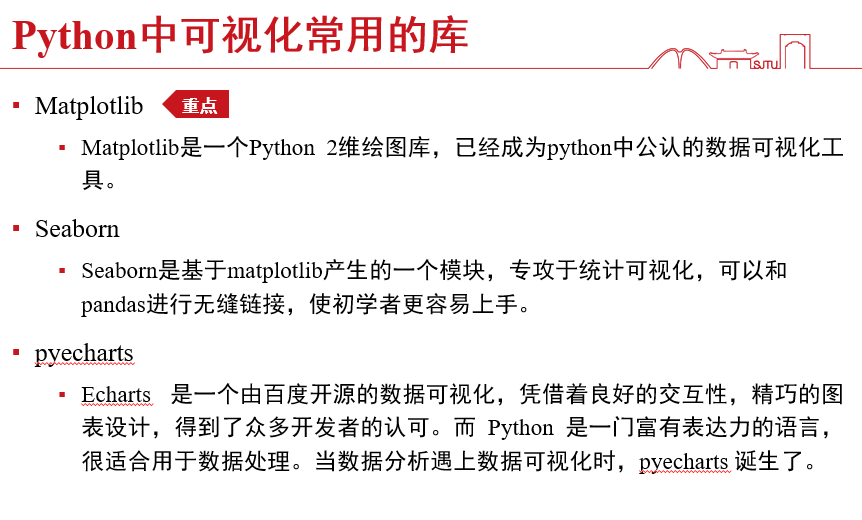 Python中可视化常用的库
SJTU
Matplotlib
重点
Matplotlib是一个Python 2维绘图库，已经成为python中公认的数据可视化工
具。
Seaborn
Seaborn是基于matplotlib产生的一个模块，专攻于统计可视化，可以和
pandas进行无缝链接，使初学者更容易上手。
pyecharts
Echarts 是一个由百度开源的数据可视化，凭借着良好的交互性，精巧的图
表设计，得到了众多开发者的认可。而 Python 是一门富有表达力的语言，
很适合用于数据处理。当数据分析遇上数据可视化时，pyecharts 诞生了。